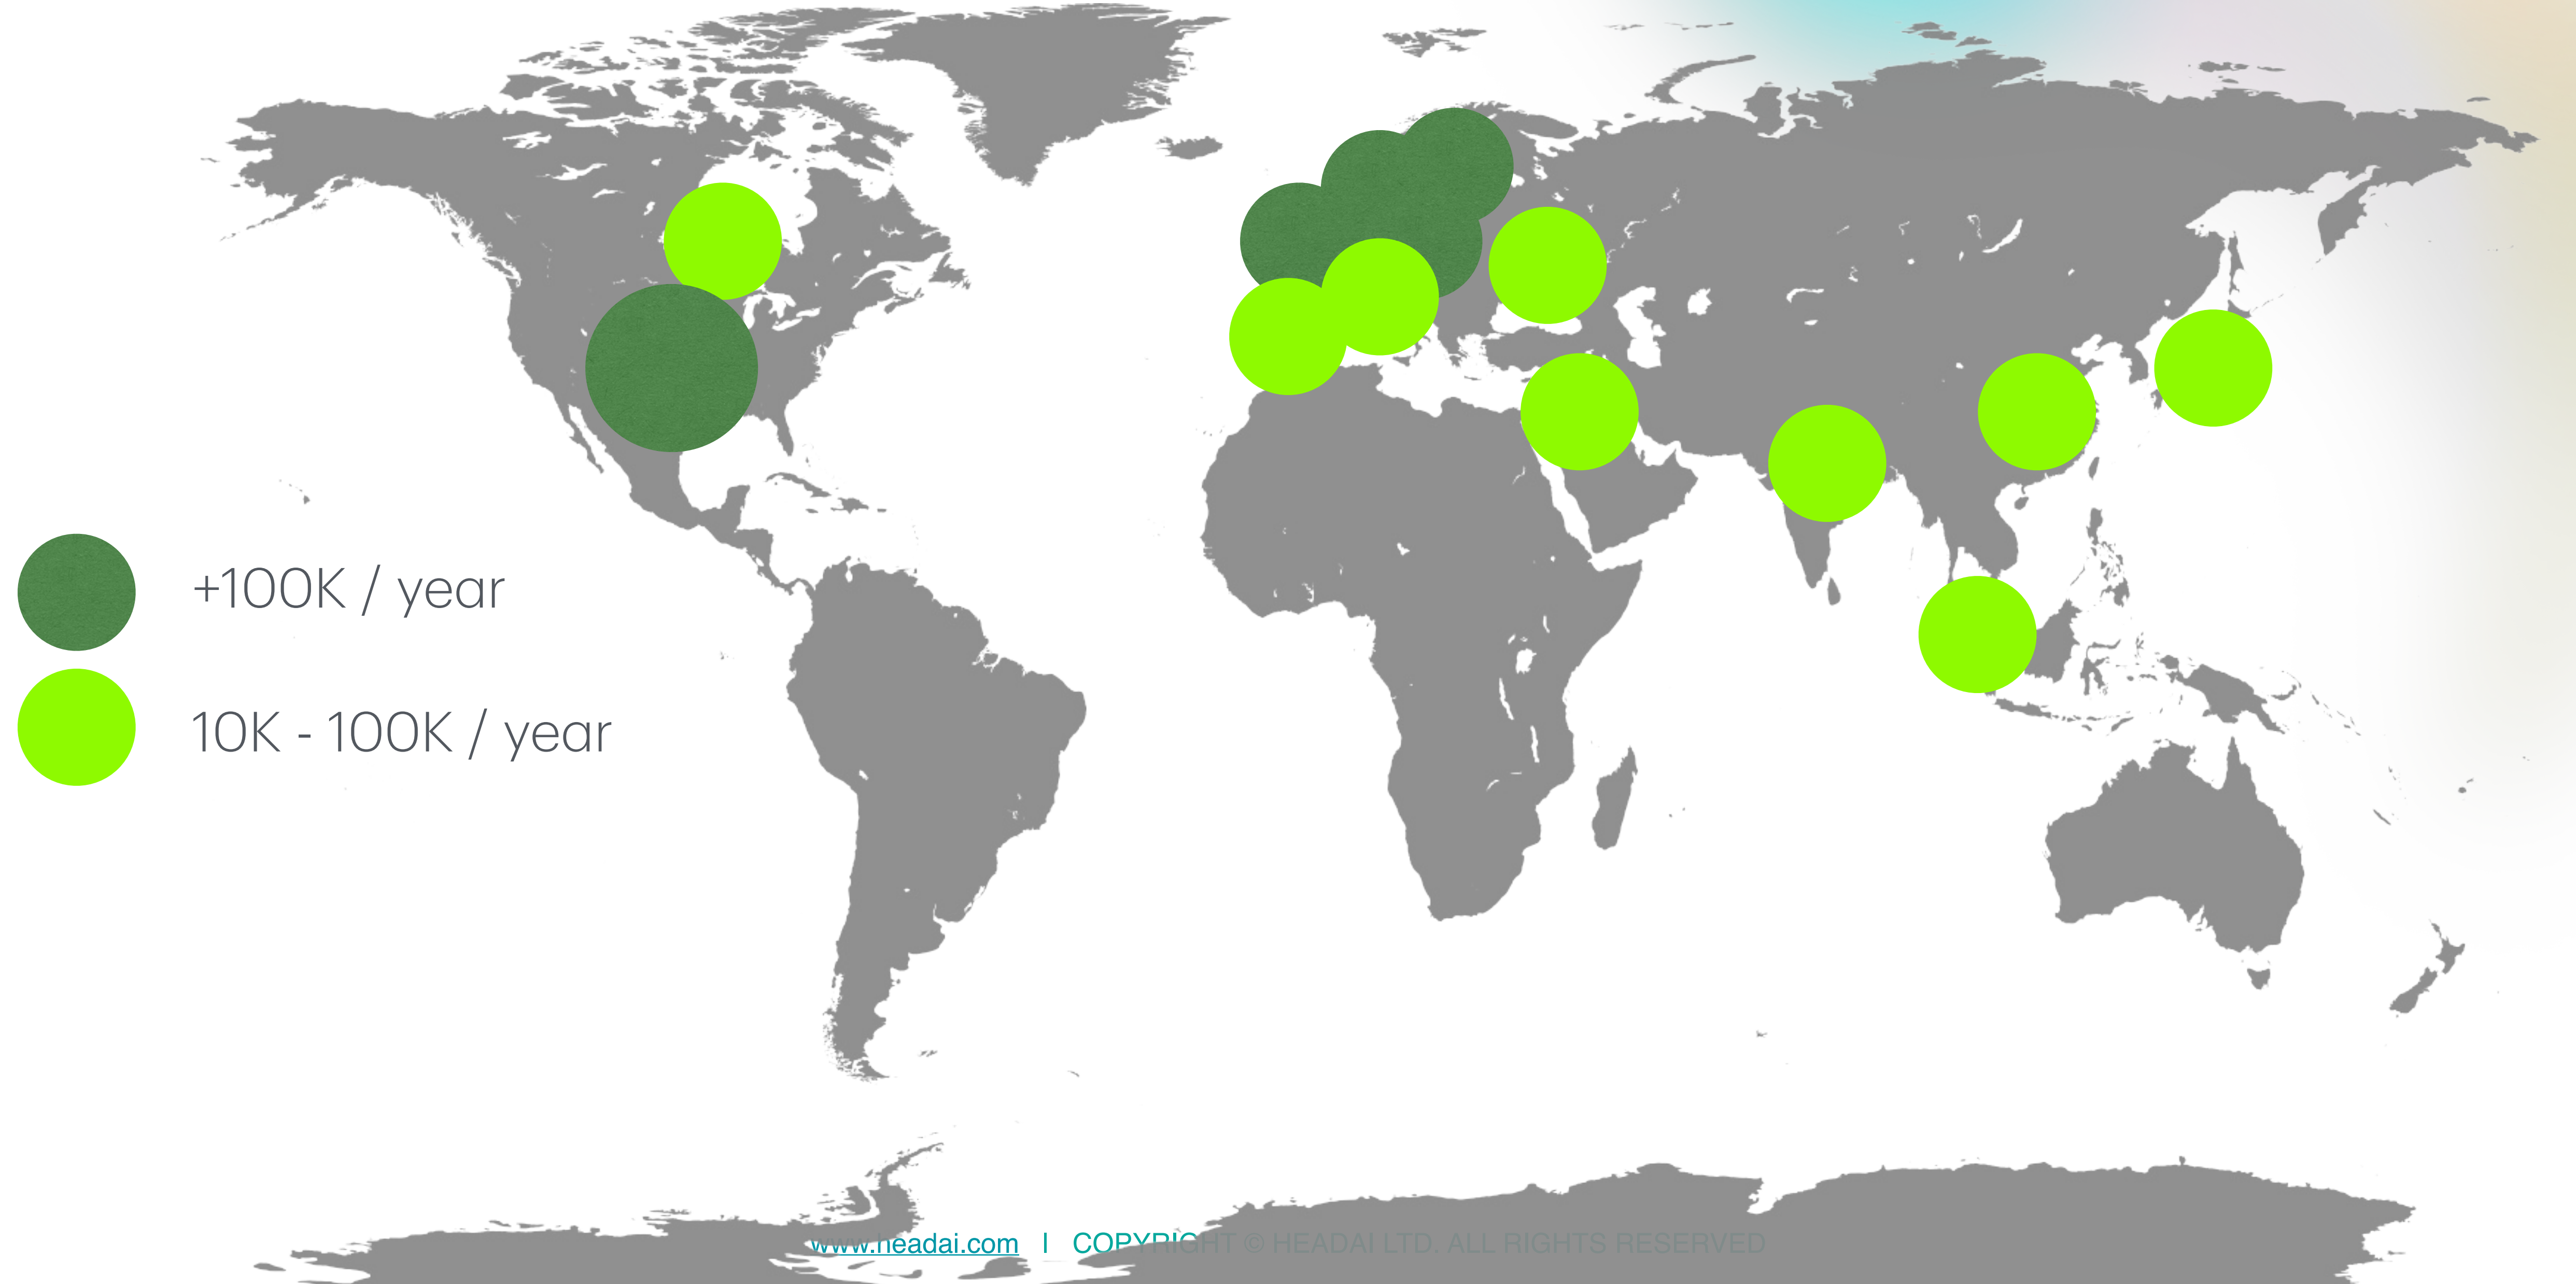 +100K / year
10K - 100K / year
www.headai.com | COPYRIGHT © HEADAI LTD. ALL RIGHTS RESERVED